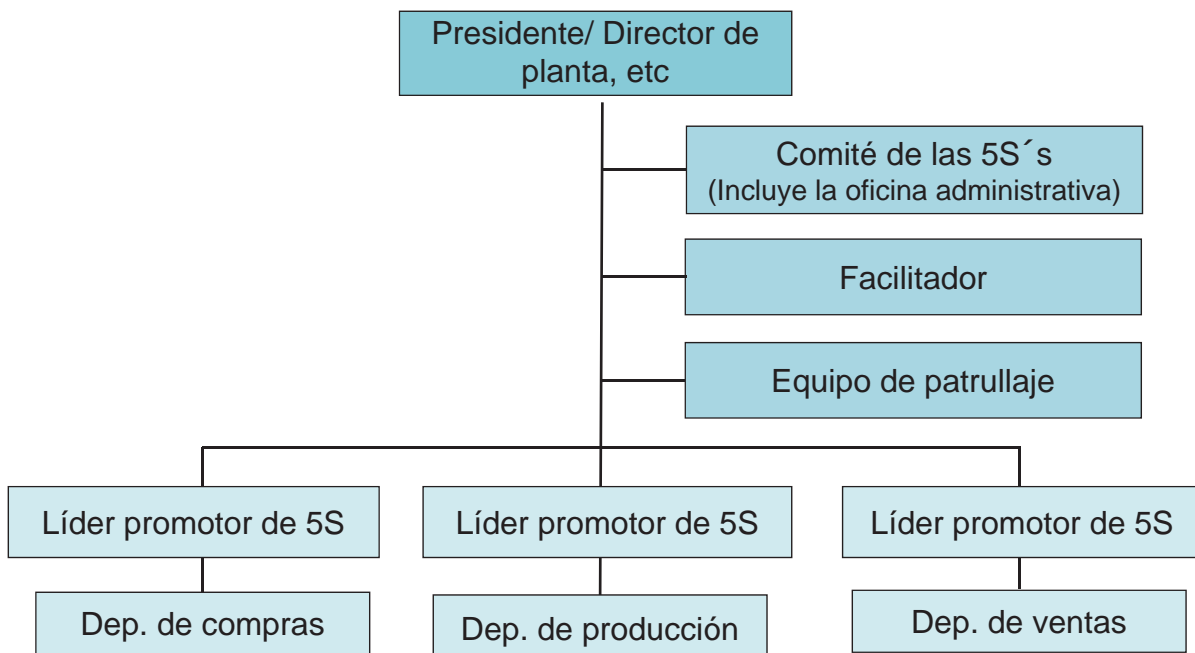 Presidente/ Director de
planta, etc
Comité de las 5S´s
(Incluye la oficina administrativa)
Facilitador
Equipo de patrullaje
Líder promotor de 5S
Líder promotor de 5S
Líder promotor de 5S
Dep. de compras
Dep. de producción
Dep. de ventas